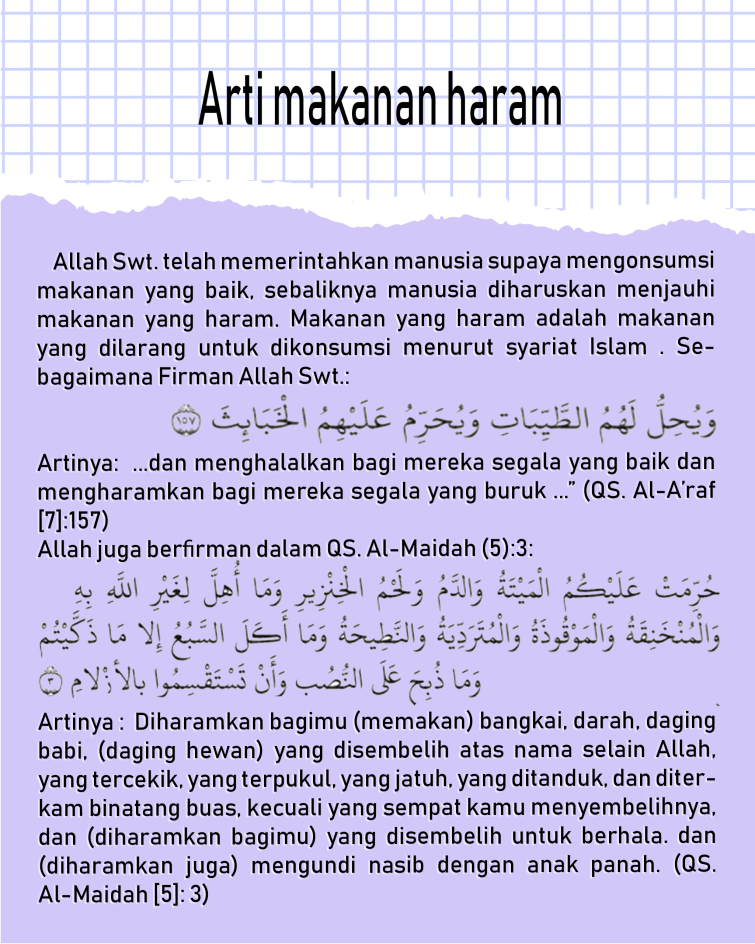 Arti makanan haram
Allah Swt. telah memerintahkan manusia supaya mengonsumsi
makanan yang baik, sebaliknya manusia diharuskan menjauhi
makanan yang haram. Makanan yang haram adalah makanan
yang dilarang untuk dikonsumsi menurut syariat Islam . Se-
bagaimana Firman Allah Swt.:
وَيُحِلُّ لَهُمُ الطَّيِّبَاتِ وَيُحَرِّمُ عَلَيْهِمُ الْخَبَائِثَ ١٥٧
Artinya: ...dan menghalalkan bagi mereka segala yang baik dan
mengharamkan bagi mereka segala yang buruk ...” (QS. Al-A’raf
[7]:157)
Allah juga berfirman dalam QS. Al-Maidah (5):3:
حُرِّمَتْ عَلَيْكُمُ الْمَيْتَةُ وَالدَّمُ وَلَحْمُ الْخِنْزِيرِ وَمَا أُهِلَّ لِغَيْرِ اللَّهِ بِهِ
وَالْمُنْخَنِقَةُ وَالْمَوْقُوذَةُ وَالْمُتَرَدِّيَةُ وَالنَّطِيحَةُ وَمَا أَكَلَ السَّبُعُ إِلا مَا ذَكَّيْتُمْ
وَمَا ذُبِحَ عَلَى النُّصُبِ وَأَنْ تَسْتَقْسِمُوا بِالأزْلامِ ٣
Artinya : Diharamkan bagimu (memakan) bangkai, darah, daging
babi, (daging hewan) yang disembelih atas nama selain Allah,
yang tercekik, yang terpukul, yang jatuh, yang ditanduk, dan diter-
kam binatang buas, kecuali yang sempat kamu menyembelihnya,
dan (diharamkan bagimu) yang disembelih untuk berhala. dan
(diharamkan juga) mengundi nasib dengan anak panah. (QS.
Al-Maidah [5]: 3)